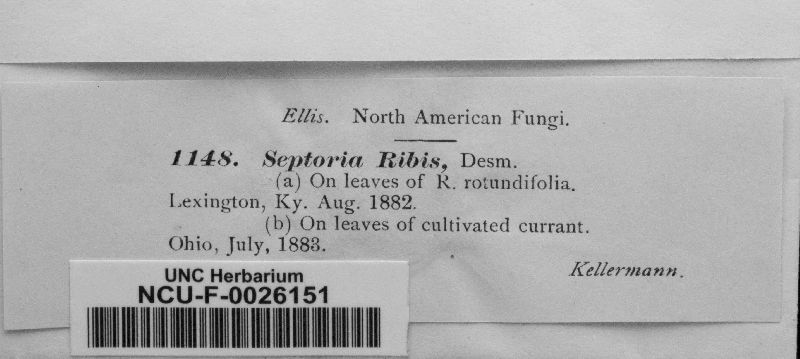 Ellis. North American Fungi.
1148. Septoria Ribis, Desm.
(a) On leaves of R. rotundifolia.
Lexington, Ky. Aug. 1882.
(b) On leaves of cultivated currant.
Ohio, July, 1883.
Kellermann.
UNC Herbarium
NCU-F-0026151